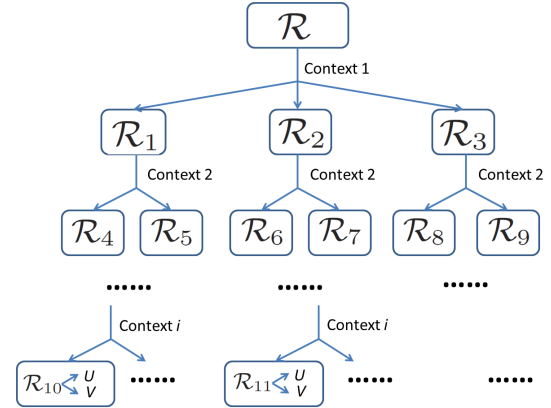 R
Context 1
R1 R2 R3
Context 2 Context 2 Context 2
R4 R5 R6 R7 R8 R9
...... ...... ......
Context i Context i
R10 U V ...... R11 U V ...... ......